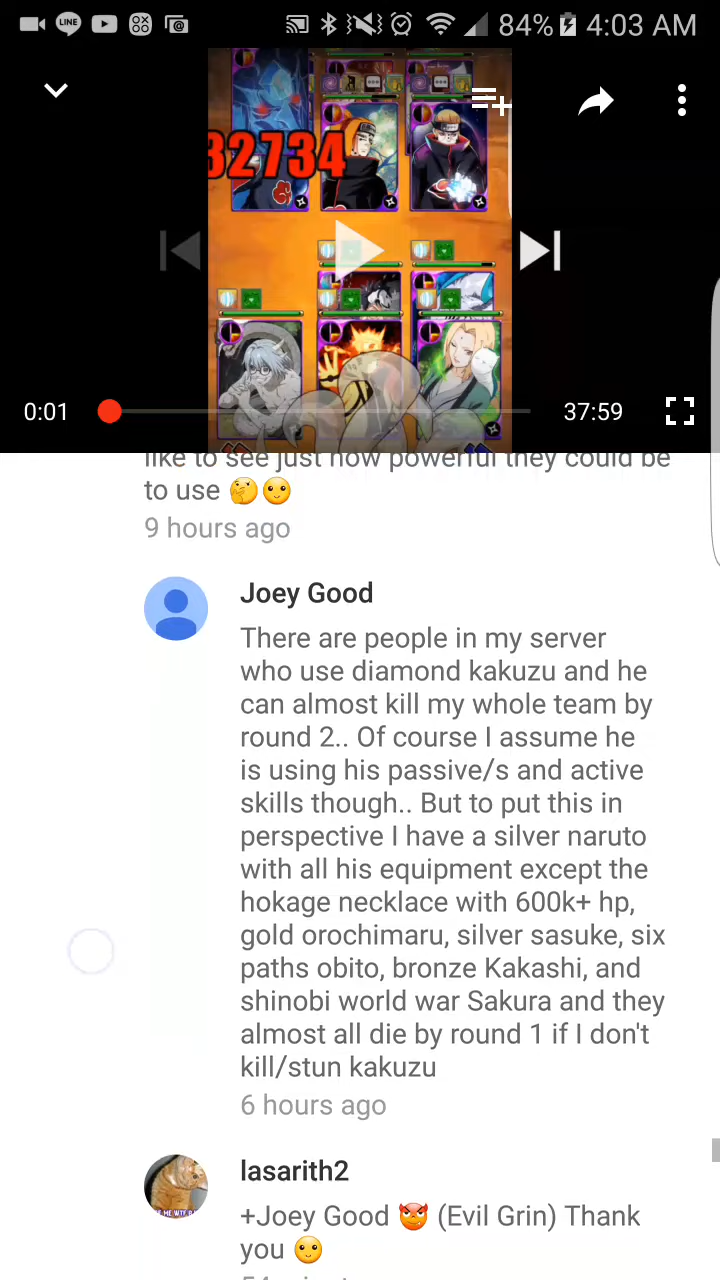 LINE
84% 4:03 AM
32734
0:01
37:59
like to see just how powerful they could be
to use 🤔🙂
9 hours ago
Joey Good
There are people in my server
who use diamond kakuzu and he
can almost kill my whole team by
round 2.. Of course I assume he
is using his passive/s and active
skills though.. But to put this in
perspective I have a silver naruto
with all his equipment except the
hokage necklace with 600k+ hp,
gold orochimaru, silver sasuke, six
paths obito, bronze Kakashi, and
shinobi world war Sakura and they
almost all die by round 1 if I don't
kill/stun kakuzu
6 hours ago
lasarith2
+Joey Good 😈 (Evil Grin) Thank
you 🙂